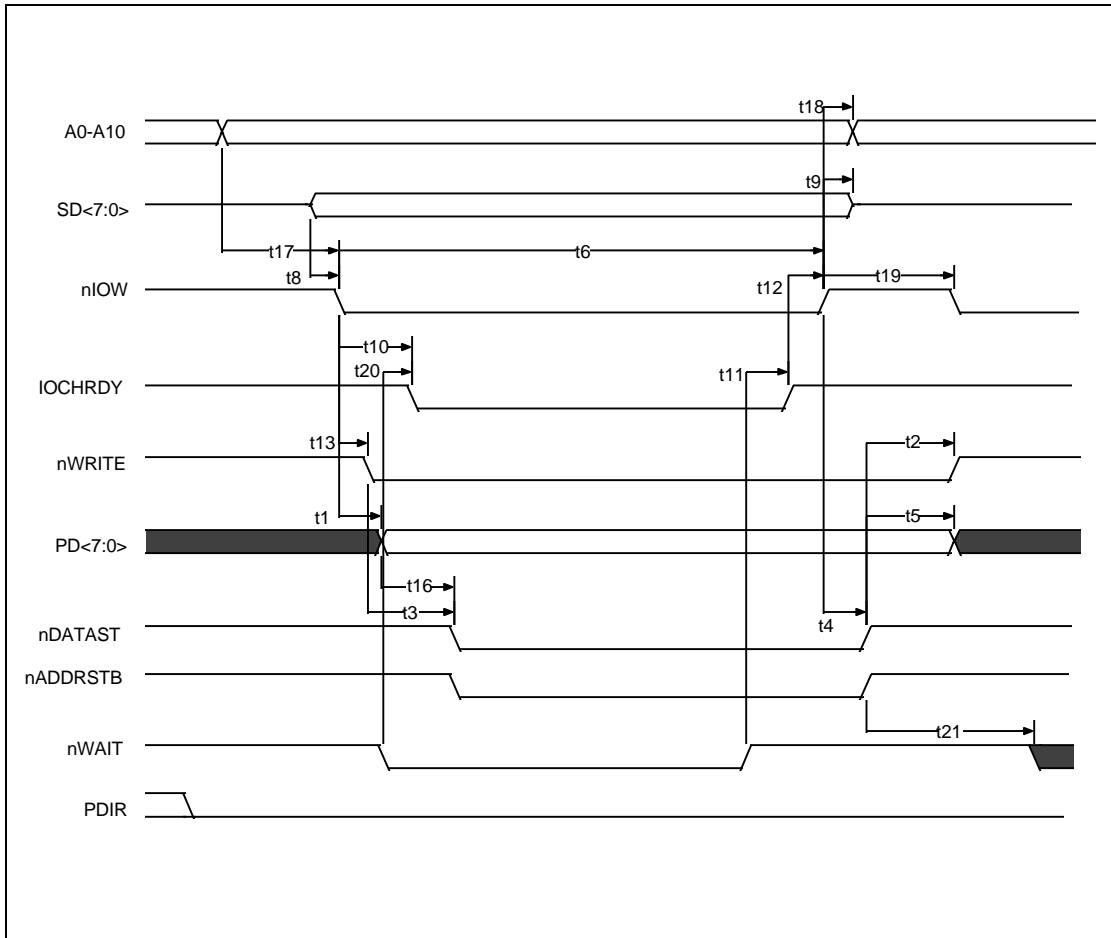 t18
A0-A10
t9
SD<7:0>
t17
t6
t8
t12
t19
nIOW
t10
t20
t11
IOCHRDY
t13
t2
nWRITE
t1
t5
PD<7:0>
t16
t3
t4
nDATAST
nADDRSTB
t21
nWAIT
PDIR